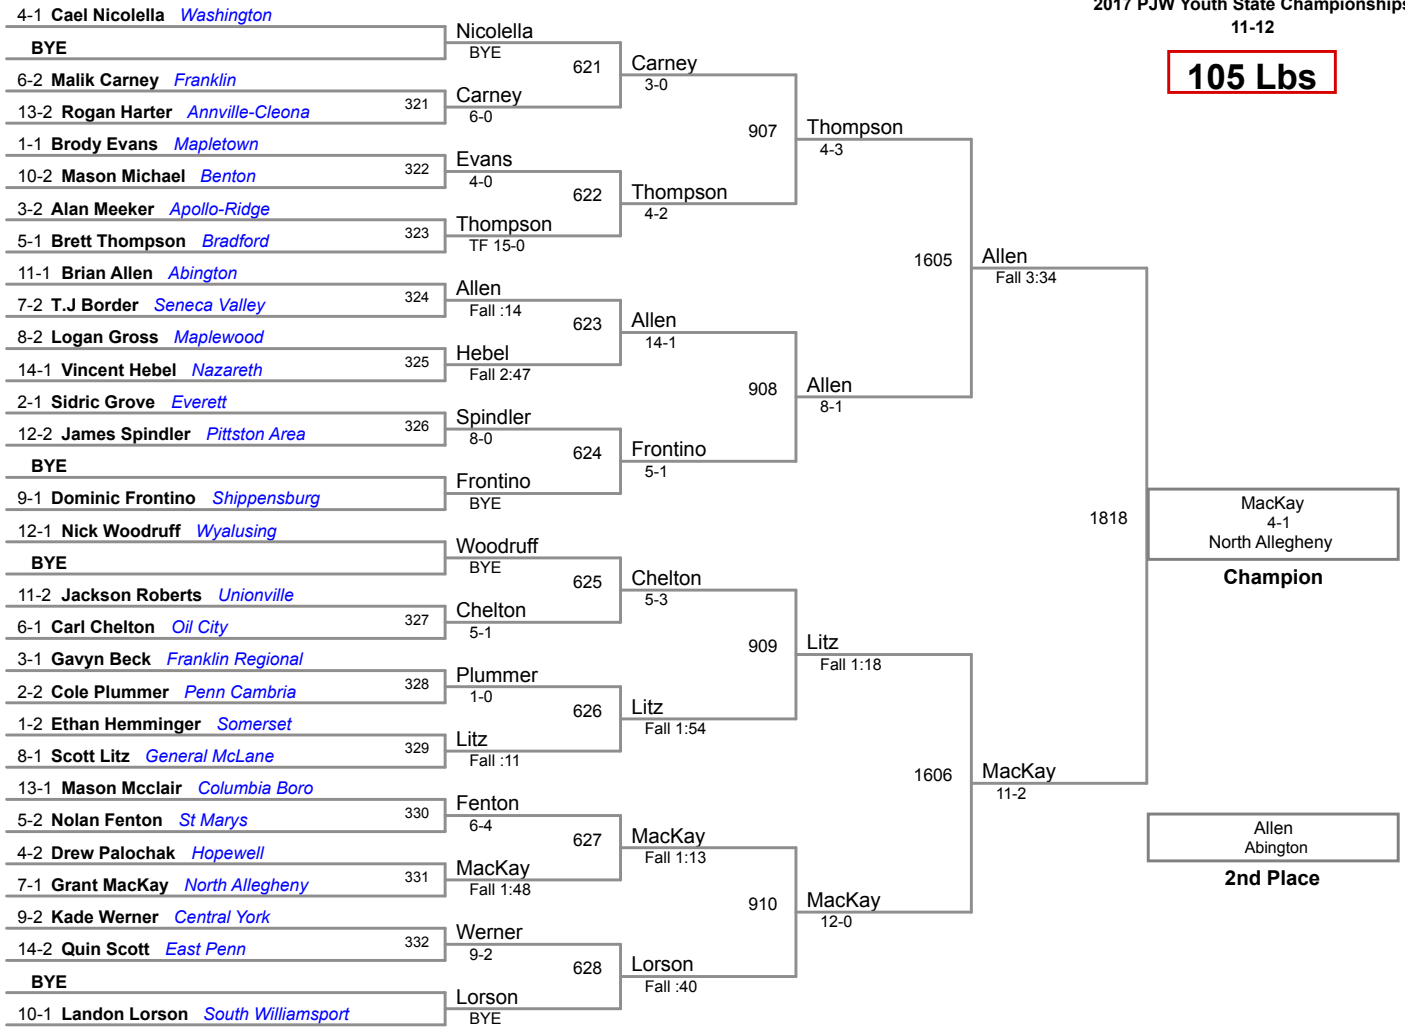 2017 PJW Youth State Championships
11-12
105 Lbs
4-1 Cael Nicolella Washington
BYE
6-2 Malik Carney Franklin
13-2 Rogan Harter Annville-Cleona
1-1 Brody Evans Mapletown
10-2 Mason Michael Benton
3-2 Alan Meeker Apollo-Ridge
5-1 Brett Thompson Bradford
11-1 Brian Allen Abington
7-2 T.J Border Seneca Valley
8-2 Logan Gross Maplewood
14-1 Vincent Hebel Nazareth
2-1 Sidric Grove Everett
12-2 James Spindler Pittston Area
BYE
9-1 Dominic Frontino Shippensburg
12-1 Nick Woodruff Wyalusing
BYE
11-2 Jackson Roberts Unionville
6-1 Carl Chelton Oil City
3-1 Gavyn Beck Franklin Regional
2-2 Cole Plummer Penn Cambria
1-2 Ethan Hemminger Somerset
8-1 Scott Litz General McLane
13-1 Mason Mcclair Columbia Boro
5-2 Nolan Fenton St Marys
4-2 Drew Palochak Hopewell
7-1 Grant MacKay North Allegheny
9-2 Kade Werner Central York
14-2 Quin Scott East Penn
BYE
10-1 Landon Lorson South Williamsport
321
322
323
324
325
326
327
328
329
330
331
332
Nicolella
BYE
Carney
6-0
Evans
4-0
Thompson
TF 15-0
Allen
Fall :14
Hebel
Fall 2:47
Spindler
8-0
Frontino
BYE
Woodruff
BYE
Chelton
5-1
Plummer
1-0
Litz
Fall :11
Fenton
6-4
MacKay
Fall 1:48
Werner
9-2
Lorson
BYE
621
622
623
624
625
626
627
628
Carney
3-0
Thompson
4-2
Allen
14-1
Frontino
5-1
Chelton
5-3
Litz
Fall 1:54
MacKay
Fall 1:13
Lorson
Fall :40
907
908
909
910
Thompson
4-3
Allen
8-1
Litz
Fall 1:18
MacKay
12-0
1605
1606
Allen
Fall 3:34
MacKay
11-2
1818
MacKay
4-1
North Allegheny
Champion
Allen
Abington
2nd Place